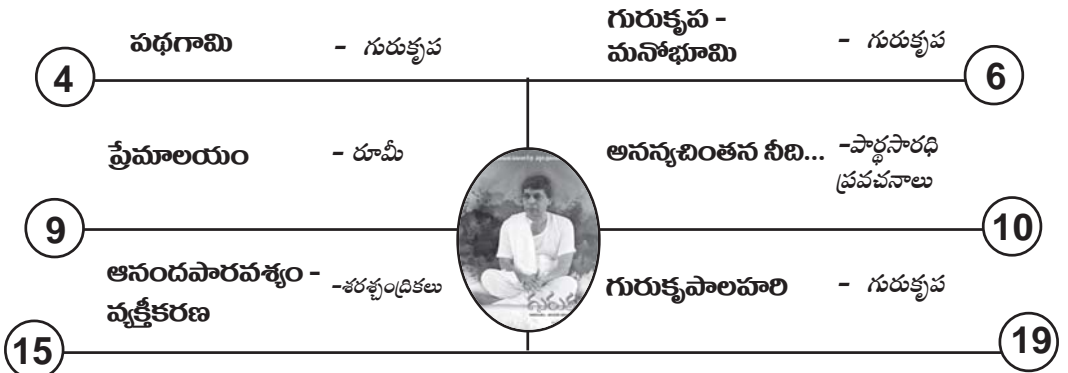 పథగామి - గురుకృప
4
గురుకృప -
మనోభూమి - గురుకృప
6
ప్రేమాలయం - రూమీ
9
అనన్యచింతన నీది... -పార్థసారథి
ప్రవచనాలు
10
ఆనందపారవశ్యం -
వ్యక్తీకరణ -శరశ్చంద్రికలు
15
గురుకృపాలహరి - గురుకృప
19